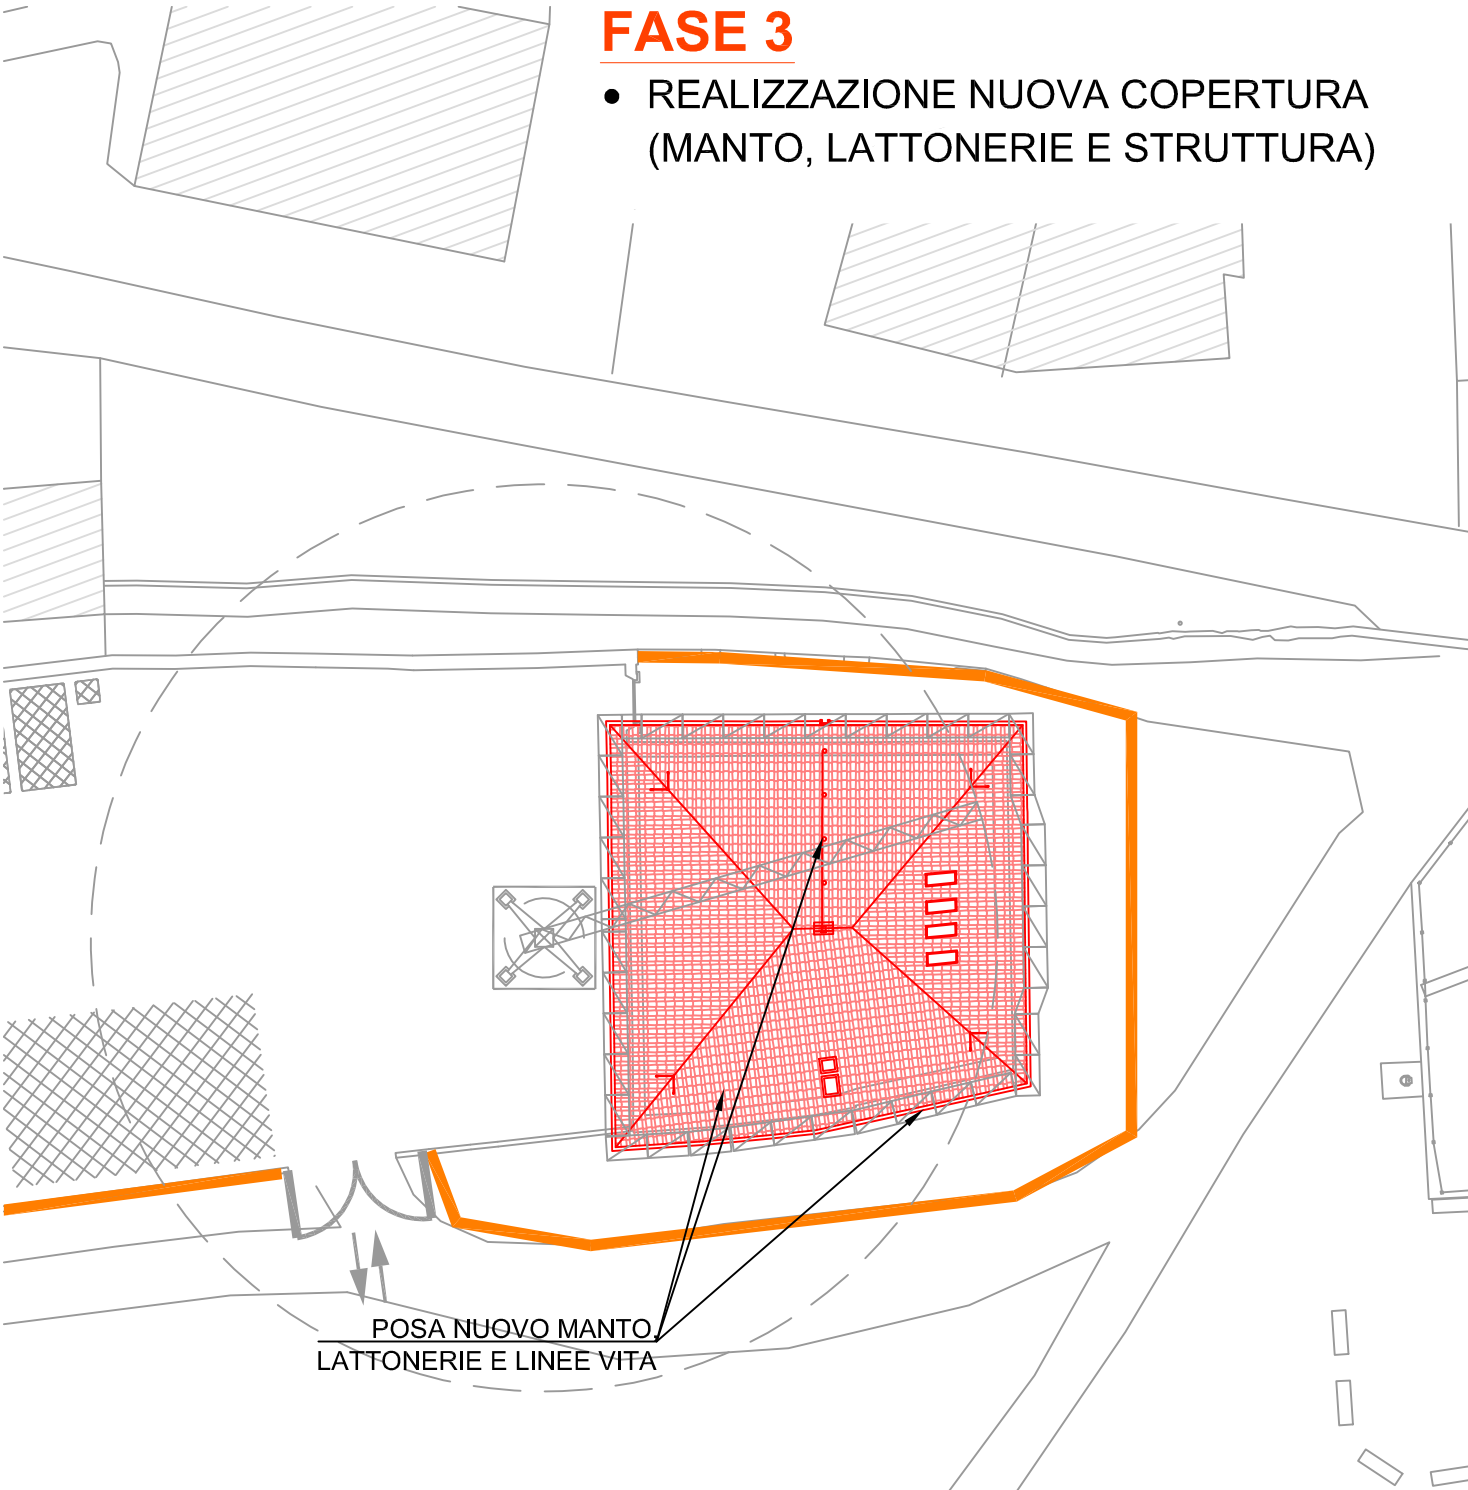 FASE 3
• REALIZZAZIONE NUOVA COPERTURA
(MANTO, LATTONERIE E STRUTTURA)
POSA NUOVO MANTO,
LATTONERIE E LINEE VITA